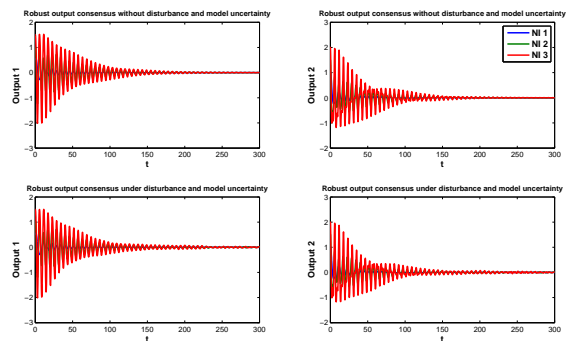 Robust output consensus without disturbance and model uncertainty
Output 1
2
1
0
−1
−2
−3
0 50 100 150 200 250 300
t
Robust output consensus without disturbance and model uncertainty
Output 2
2
1
0
−1
−2
0 50 100 150 200 250 300
t
NI 1
NI 2
NI 3
Robust output consensus under disturbance and model uncertainty
Output 1
2
1
0
−1
−2
−3
0 50 100 150 200 250 300
t
Robust output consensus under disturbance and model uncertainty
Output 2
3
2
1
0
−1
−2
0 50 100 150 200 250 300
t